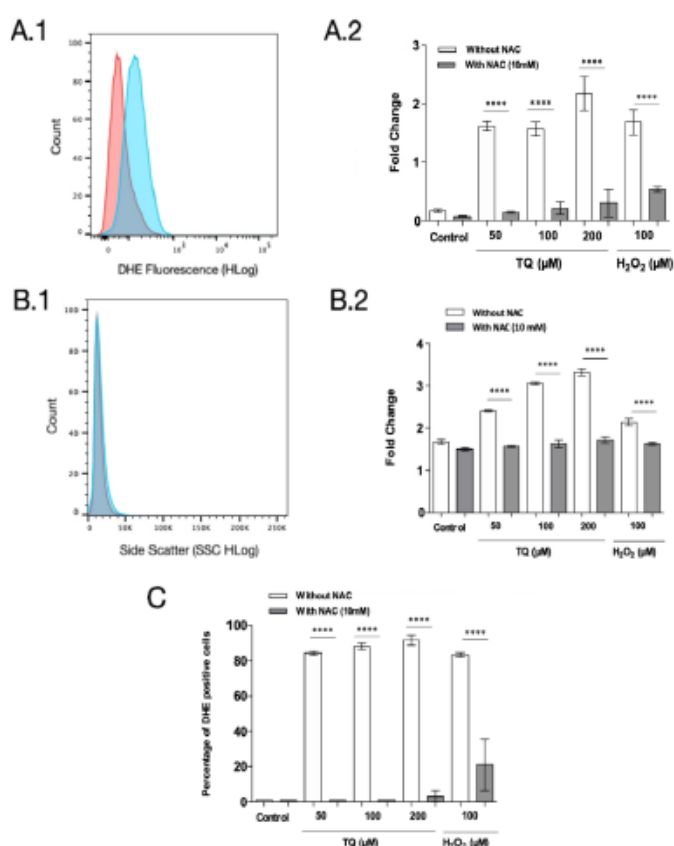 A.1
100
80
60
40
20
0
Count
0
10³
10⁴
10⁵
DHE Fluorescence (HLog)
A.2
Without NAC
With NAC (10mM)
3
2
1
0
Fold Change
****
****
****
****
Control
50
100
200
100
TQ (μM)
H₂O₂ (μM)
B.1
100
80
60
40
20
0
Count
0
50K
100K
150K
200K
250K
Side Scatter (SSC HLog)
B.2
Without NAC
With NAC (10 mM)
4
3
2
1
0
Fold Change
****
****
****
****
Control
50
100
200
100
TQ (μM)
H₂O₂ (μM)
C
Without NAC
With NAC (10mM)
100
80
60
40
20
0
Percentage of DHE positive cells
****
****
****
****
Control
50
100
200
100
TQ (μM)
H₂O₂ (μM)